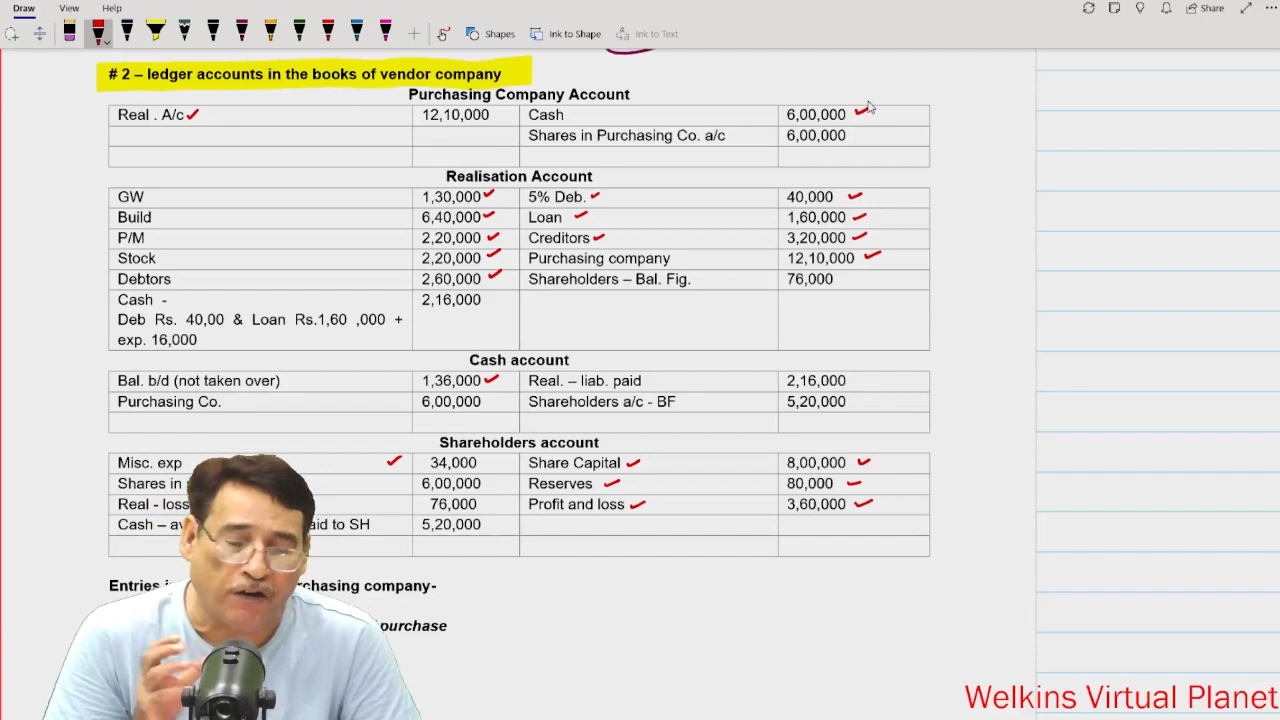 Draw View Help
Share
Shapes Ink to Shape Ink to Text
# 2 – ledger accounts in the books of vendor company
Purchasing Company Account
Real . A/c 12,10,000 Cash 6,00,000
Shares in Purchasing Co. a/c 6,00,000
Realisation Account
GW 1,30,000 5% Deb. 40,000
Build 6,40,000 Loan 1,60,000
P/M 2,20,000 Creditors 3,20,000
Stock 2,20,000 Purchasing company 12,10,000
Debtors 2,60,000 Shareholders – Bal. Fig. 76,000
Cash - 2,16,000
Deb Rs. 40,00 & Loan Rs.1,60 ,000 +
exp. 16,000
Cash account
Bal. b/d (not taken over) 1,36,000 Real. – liab. paid 2,16,000
Purchasing Co. 6,00,000 Shareholders a/c - BF 5,20,000
Shareholders account
Misc. exp 34,000 Share Capital 8,00,000
Shares in 6,00,000 Reserves 80,000
Real - loss 76,000 Profit and loss 3,60,000
Cash – to SH 5,20,000
Entries company-
purchase
Welkins Virtual Planet